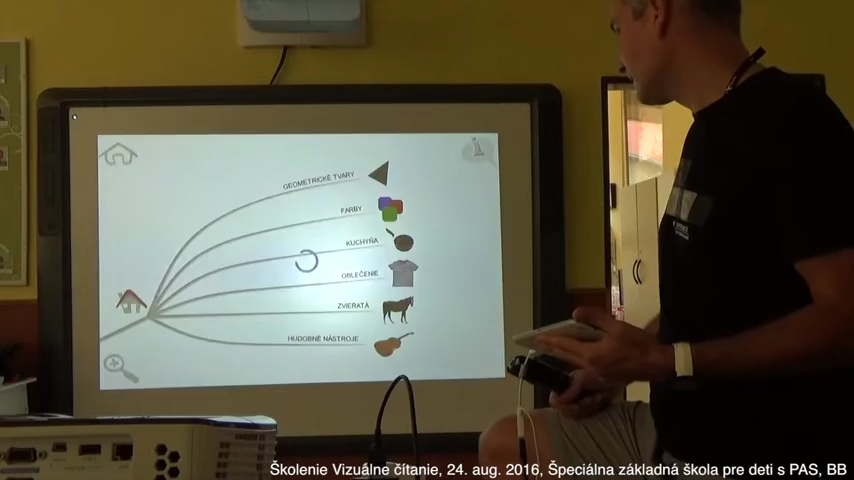 GEOMETRICKÉ TVARY
FARBY
KUCHYŇA
OBLEČENIE
ZVIERATÁ
HUDOBNÉ NÁSTROJE
Školenie Vizuálne čítanie, 24. aug. 2016, Špeciálna základná škola pre deti s PAS, BB